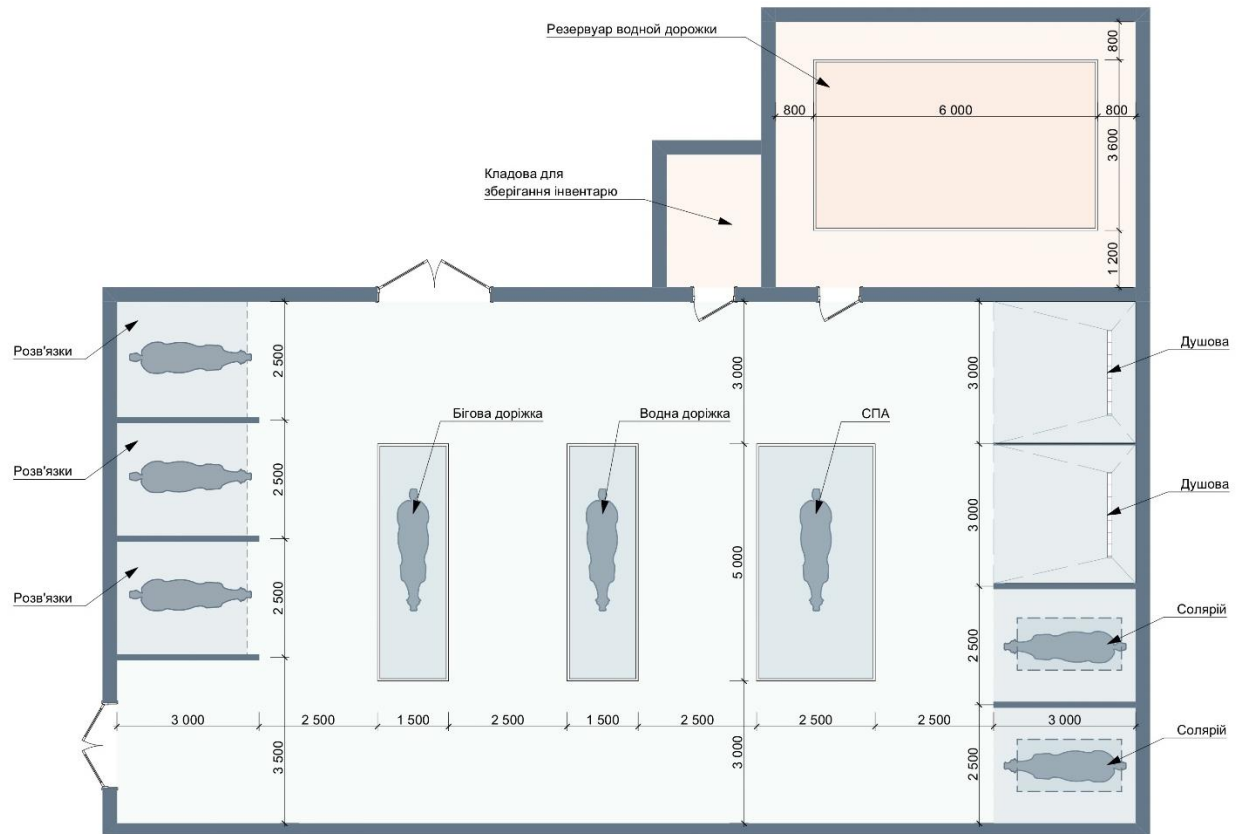 Резервуар водной дорожки
800
800
6 000
800
3 600
1 200
Кладова для
зберігання інвентарю
Розв'язки
2 500
3 000
3 000
Душова
Бігова доріжка
Водна доріжка
СПА
Розв'язки
2 500
3 000
Душова
5 000
Розв'язки
2 500
Солярій
2 500
3 000
2 500
1 500
2 500
1 500
2 500
2 500
2 500
3 000
3 500
3 000
2 500
Солярій